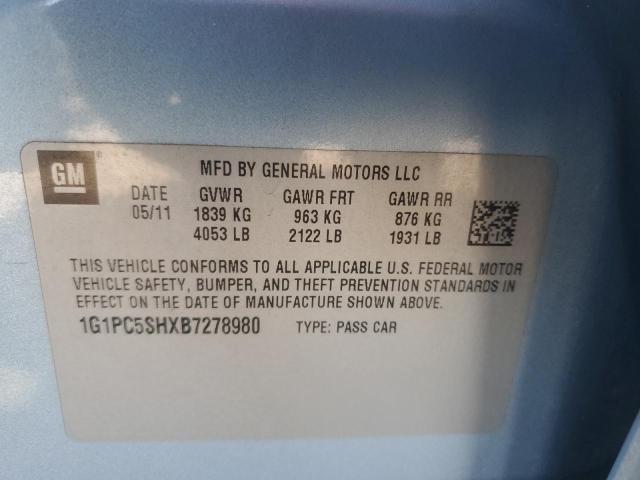 GM
MFD BY GENERAL MOTORS LLC
DATE GVWR GAWR FRT GAWR RR
05/11 1839 KG 963 KG 876 KG
4053 LB 2122 LB 1931 LB
THIS VEHICLE CONFORMS TO ALL APPLICABLE U.S. FEDERAL MOTOR
VEHICLE SAFETY, BUMPER, AND THEFT PREVENTION STANDARDS IN
EFFECT ON THE DATE OF MANUFACTURE SHOWN ABOVE.
1G1PC5SHXB7278980 TYPE: PASS CAR